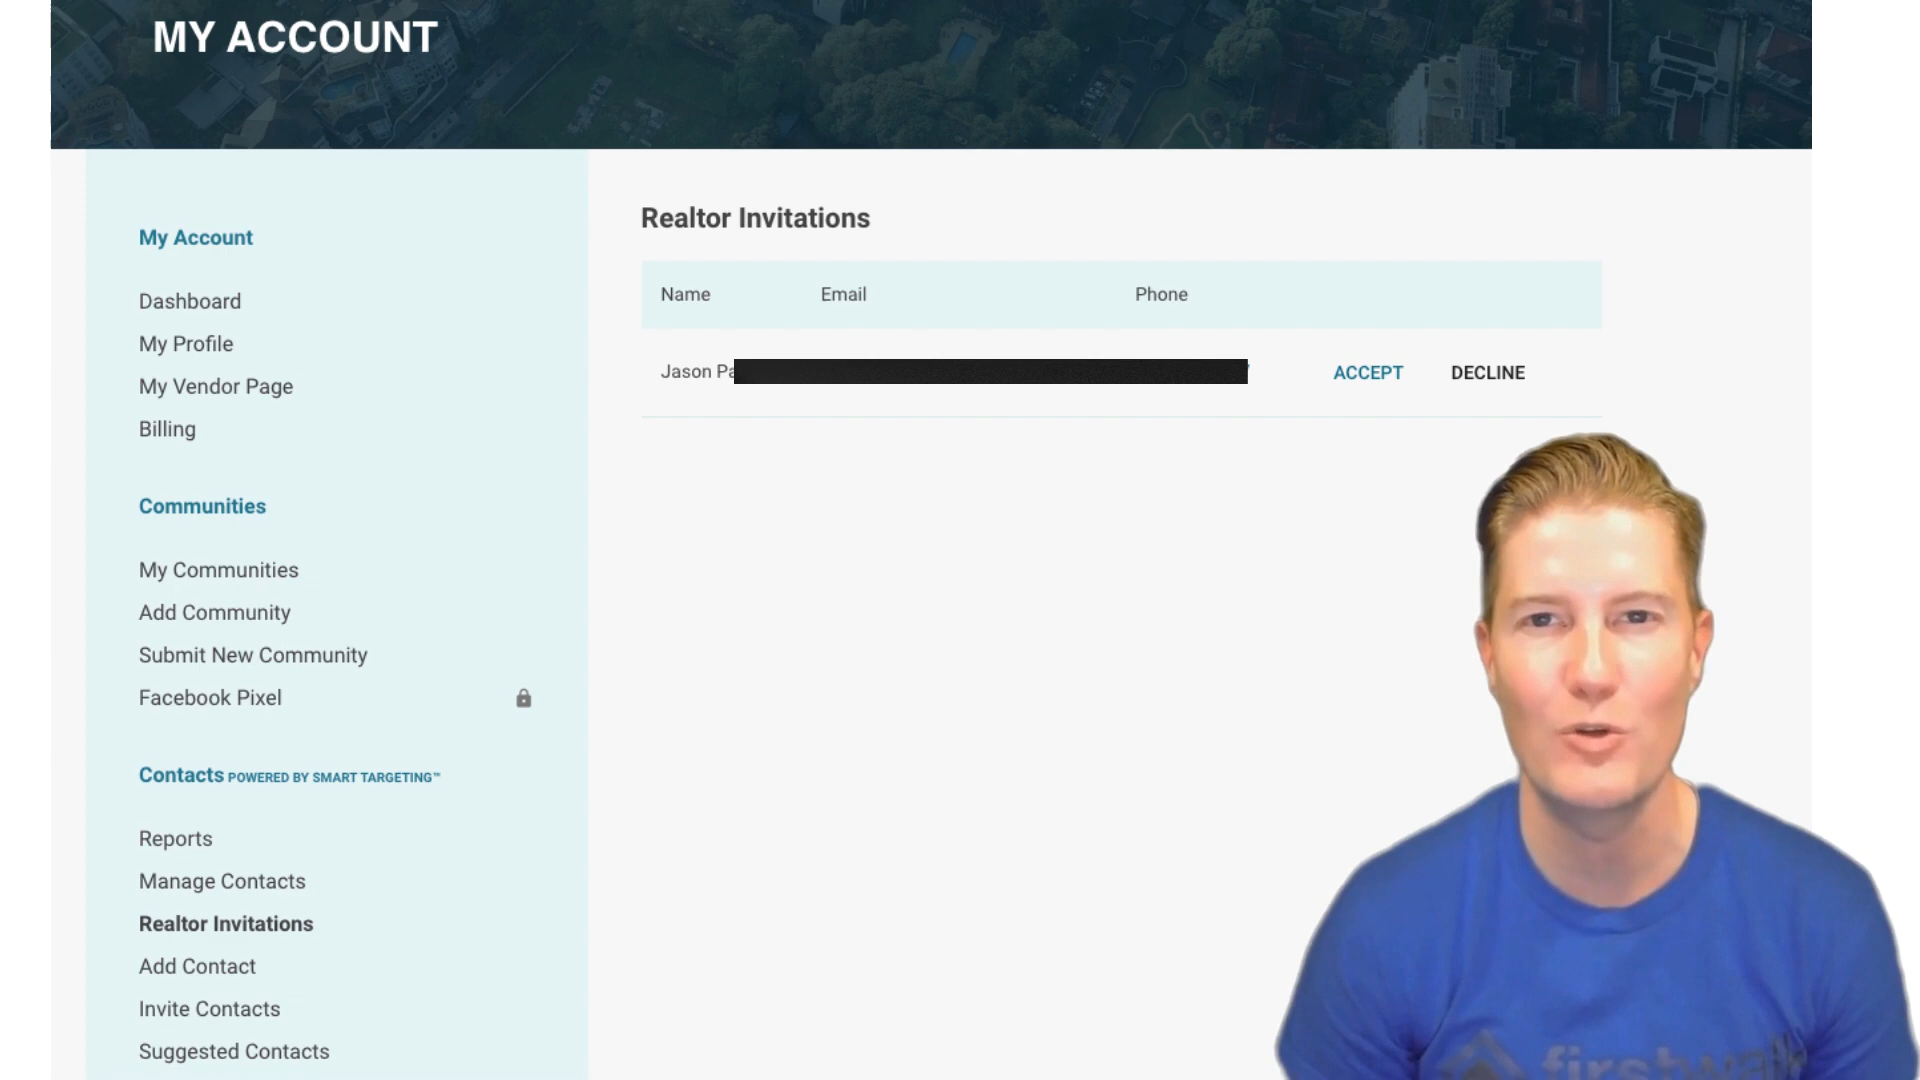 MY ACCOUNT
My Account
Dashboard
My Profile
My Vendor Page
Billing
Communities
My Communities
Add Community
Submit New Community
Facebook Pixel
Contacts POWERED BY SMART TARGETING™
Reports
Manage Contacts
Realtor Invitations
Add Contact
Invite Contacts
Suggested Contacts
Realtor Invitations
Name Email Phone
Jason ACCEPT DECLINE